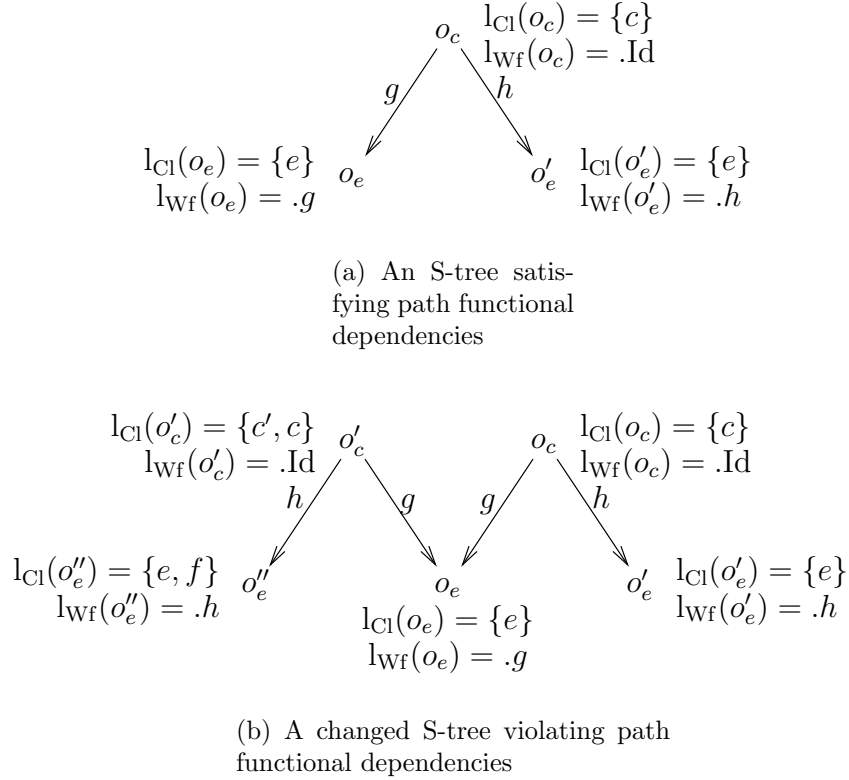 l_Cl(o_c) = {c}
o_c
l_Wf(o_c) = .Id
g
h
l_Cl(o_e) = {e}
o_e
l_Wf(o_e) = .g
o′_e
l_Cl(o′_e) = {e}
l_Wf(o′_e) = .h
(a) An S-tree satis-
fying path functional
dependencies
l_Cl(o′_c) = {c′, c}
o′_c
l_Wf(o′_c) = .Id
o_c
l_Cl(o_c) = {c}
l_Wf(o_c) = .Id
h
g
g
h
l_Cl(o″_e) = {e, f}
o″_e
l_Wf(o″_e) = .h
o_e
l_Cl(o_e) = {e}
l_Wf(o_e) = .g
o′_e
l_Cl(o′_e) = {e}
l_Wf(o′_e) = .h
(b) A changed S-tree violating path
functional dependencies